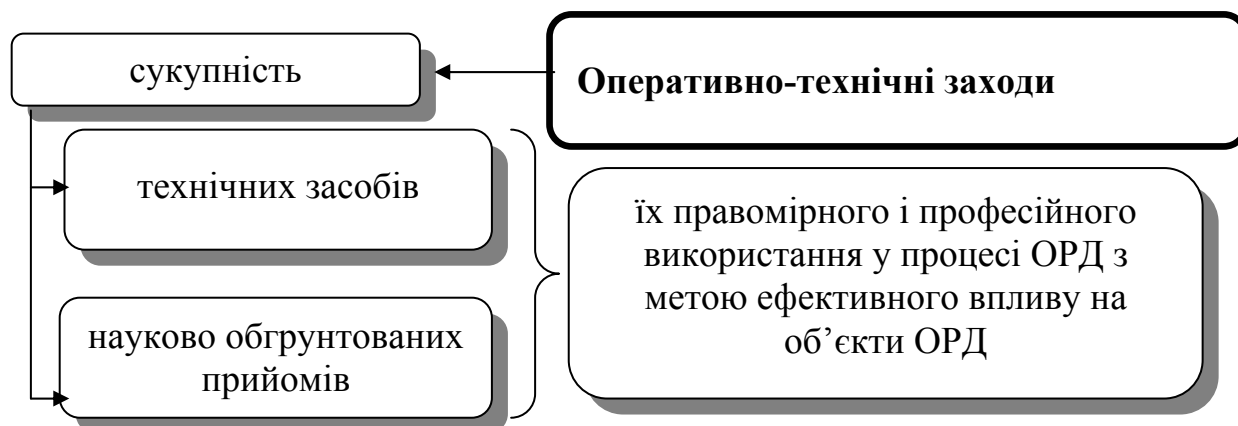 сукупність
Оперативно-технічні заходи
технічних засобів
науково обгрунтованих
прийомів
їх правомірного і професійного
використання у процесі ОРД з
метою ефективного впливу на
об’єкти ОРД